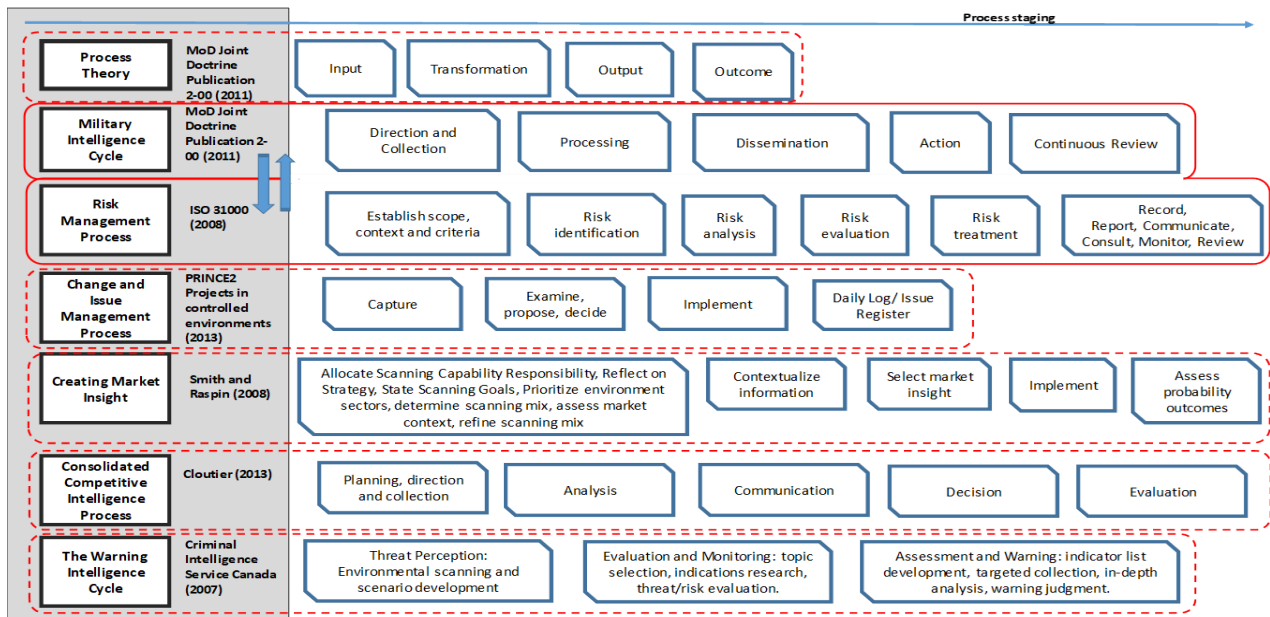 Process staging
Process
Theory
MoD Joint
Doctrine
Publication
2-00 (2011)
Input
Transformation
Output
Outcome
Military
Intelligence
Cycle
MoD Joint
Doctrine
Publication 2-
00 (2011)
Direction and
Collection
Processing
Dissemination
Action
Continuous Review
Risk
Management
Process
ISO 31000
(2008)
Establish scope,
context and criteria
Risk
identification
Risk
analysis
Risk
evaluation
Risk
treatment
Record,
Report, Communicate,
Consult, Monitor, Review
Change and
Issue
Management
Process
PRINCE2
Projects in
controlled
environments
(2013)
Capture
Examine,
propose, decide
Implement
Daily Log/ Issue
Register
Creating Market
Insight
Smith and
Raspin (2008)
Allocate Scanning Capability Responsibility, Reflect on
Strategy, State Scanning Goals, Prioritize environment
sectors, determine scanning mix, assess market
context, refine scanning mix
Contextualize
information
Select market
insight
Implement
Assess
probability
outcomes
Consolidated
Competitive
Intelligence
Process
Cloutier (2013)
Planning, direction
and collection
Analysis
Communication
Decision
Evaluation
The Warning
Intelligence
Cycle
Criminal
Intelligence
Service Canada
(2007)
Threat Perception:
Environmental scanning and
scenario development
Evaluation and Monitoring: topic
selection, indications research,
threat/risk evaluation.
Assessment and Warning: indicator list
development, targeted collection, in-depth
analysis, warning judgment.